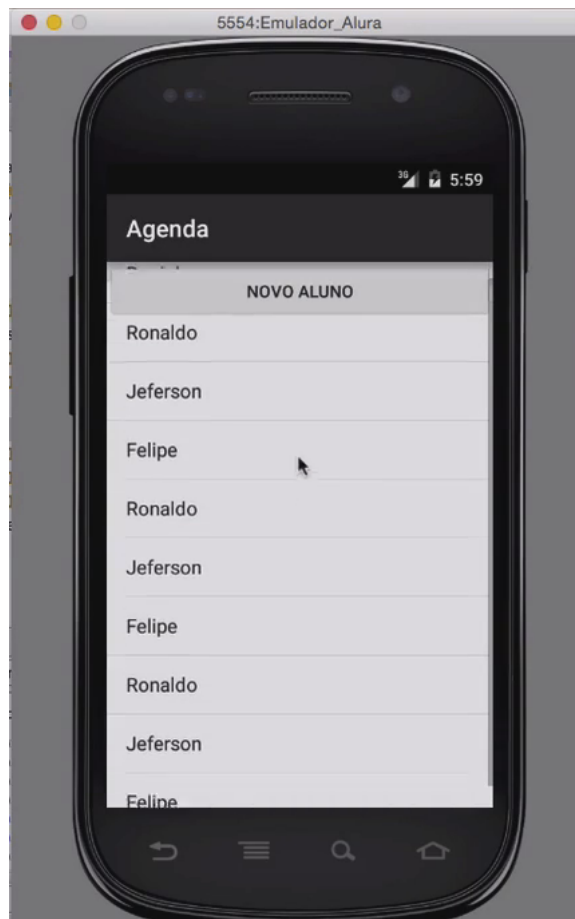 5554:Emulador_Alura
3G 5:59
Agenda
NOVO ALUNO
Ronaldo
Jeferson
Felipe
Ronaldo
Jeferson
Felipe
Ronaldo
Jeferson
Felipe